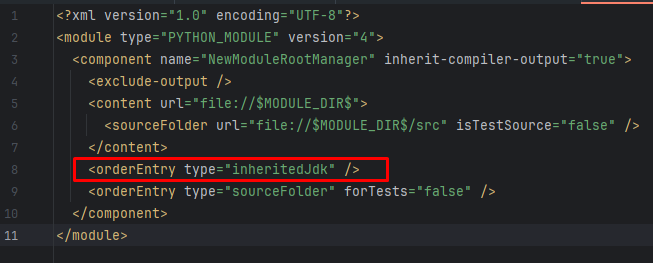 1 <?xml version="1.0" encoding="UTF-8"?>
2 <module type="PYTHON_MODULE" version="4">
3 <component name="NewModuleRootManager" inherit-compiler-output="true">
4 <exclude-output />
5 <content url="file://$MODULE_DIR$">
6 <sourceFolder url="file://$MODULE_DIR$/src" isTestSource="false" />
7 </content>
8 <orderEntry type="inheritedJdk" />
9 <orderEntry type="sourceFolder" forTests="false" />
10 </component>
11 </module>